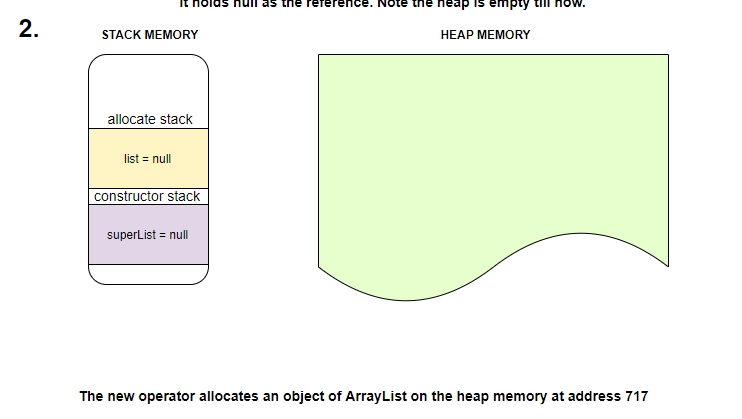 It holds null as the reference. Note the heap is empty till now.
2.
STACK MEMORY
HEAP MEMORY
allocate stack
list = null
constructor stack
superList = null
The new operator allocates an object of ArrayList on the heap memory at address 717